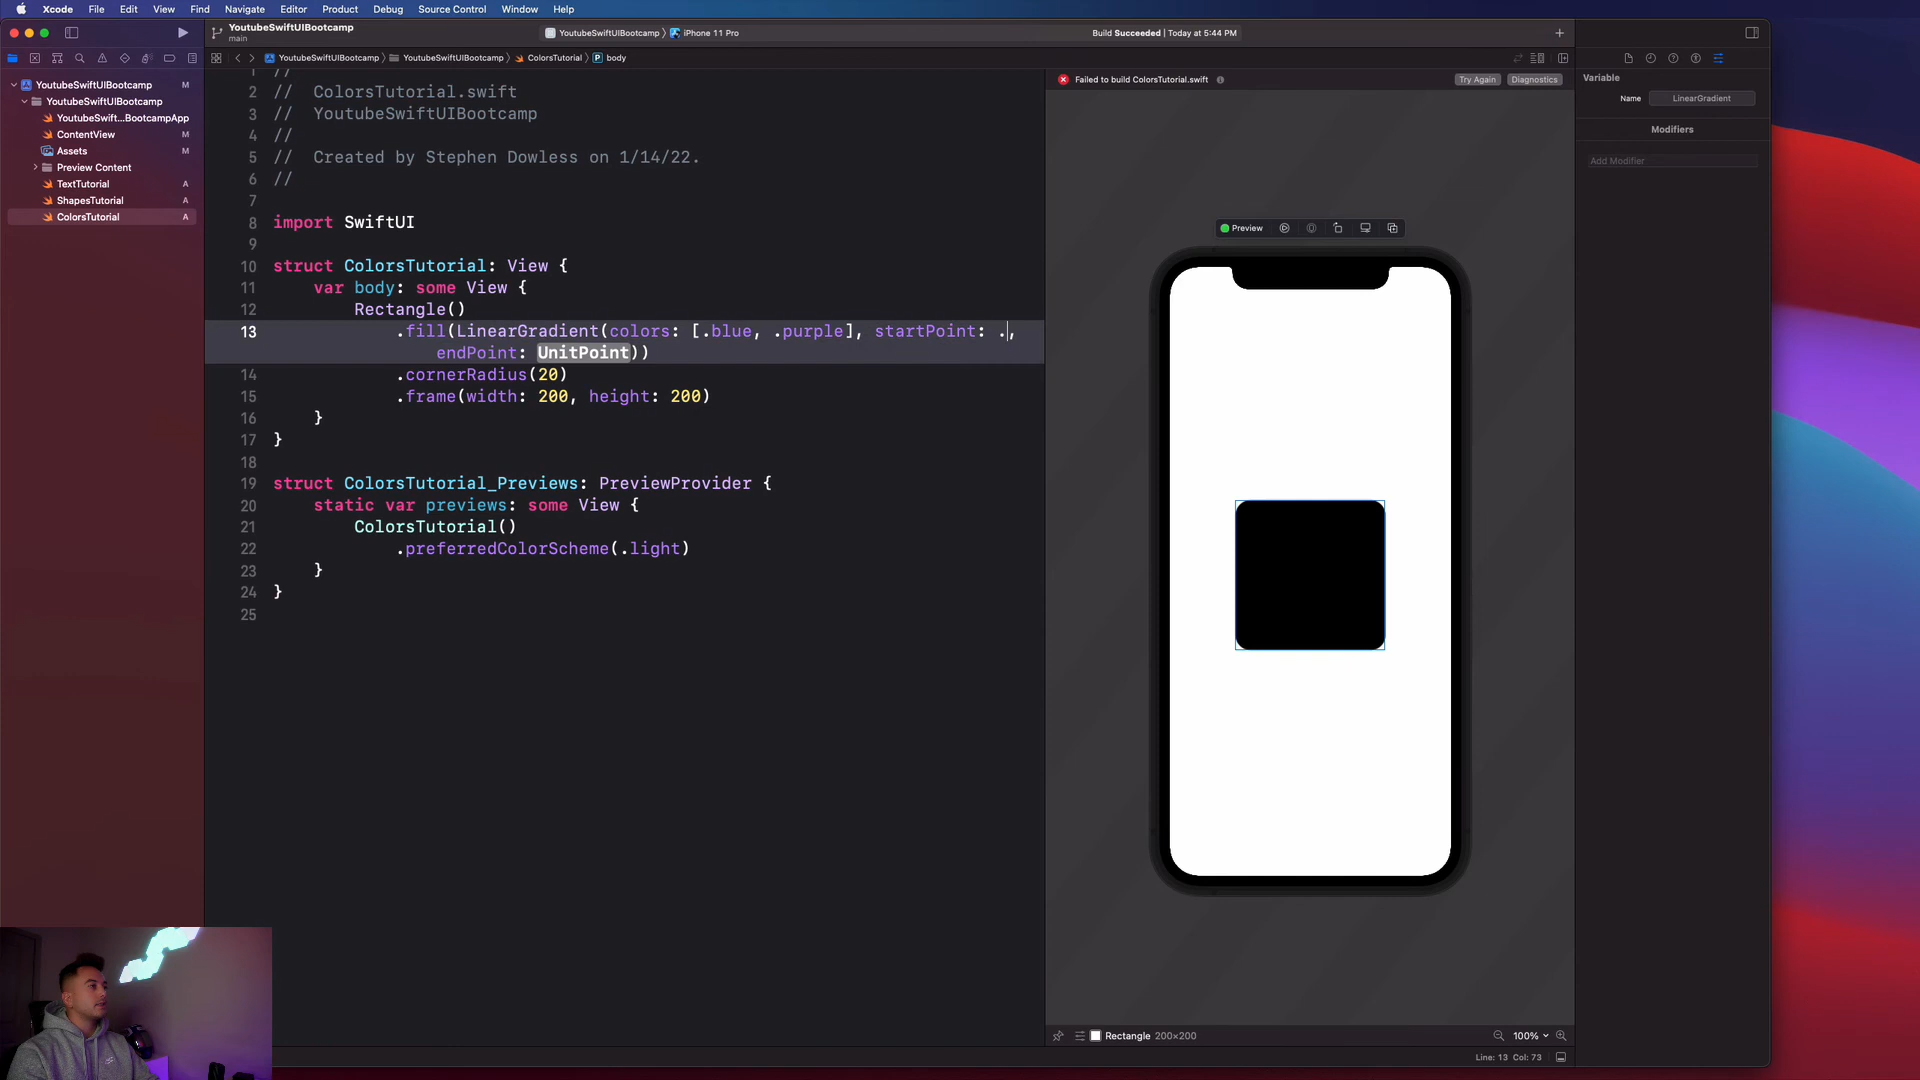 Xcode File Edit View Find Navigate Editor Product Debug Source Control Window Help
YoutubeSwiftUIBootcamp
main
YoutubeSwiftUIBootcamp 〉 iPhone 11 Pro
Build Succeeded | Today at 5:44 PM
YoutubeSwiftUIBootcamp 〉 YoutubeSwiftUIBootcamp 〉 ColorsTutorial 〉 P body
YoutubeSwiftUIBootcamp M
YoutubeSwiftUIBootcamp
YoutubeSwift...BootcampApp
ContentView M
Assets M
Preview Content
TextTutorial A
ShapesTutorial A
ColorsTutorial A
1 //
2 // ColorsTutorial.swift
3 // YoutubeSwiftUIBootcamp
4 //
5 // Created by Stephen Dowless on 1/14/22.
6 //
7
8 import SwiftUI
9
10 struct ColorsTutorial: View {
11 var body: some View {
12 Rectangle()
13 .fill(LinearGradient(colors: [.blue, .purple], startPoint: .,
endPoint: UnitPoint))
14 .cornerRadius(20)
15 .frame(width: 200, height: 200)
16 }
17 }
18
19 struct ColorsTutorial_Previews: PreviewProvider {
20 static var previews: some View {
21 ColorsTutorial()
22 .preferredColorScheme(.light)
23 }
24 }
25
Failed to build ColorsTutorial.swift
Try Again Diagnostics
Preview
Rectangle 200×200
100%
Line: 13 Col: 73
Variable
Name LinearGradient
Modifiers
Add Modifier